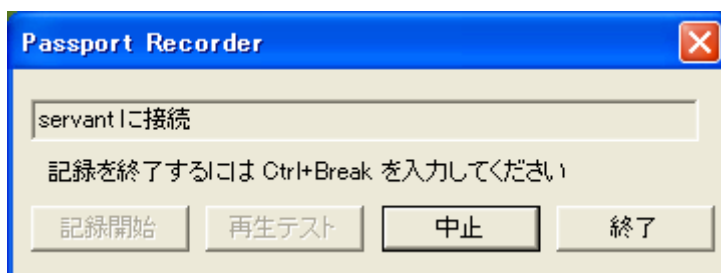 Passport Recorder
servantに接続
記録を終了するには Ctrl+Break を入力してください
記録開始 再生テスト 中止 終了